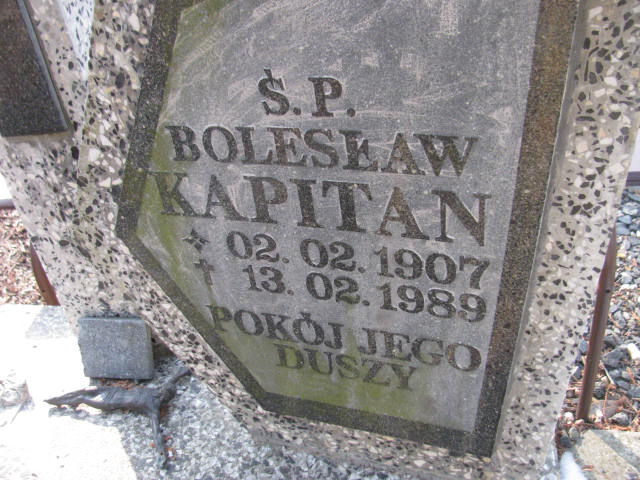 Ś.P.
BOLESŁAW
KAPITAN
* 02.02.1907
† 13.02.1989
POKÓJ JEGO
DUSZY